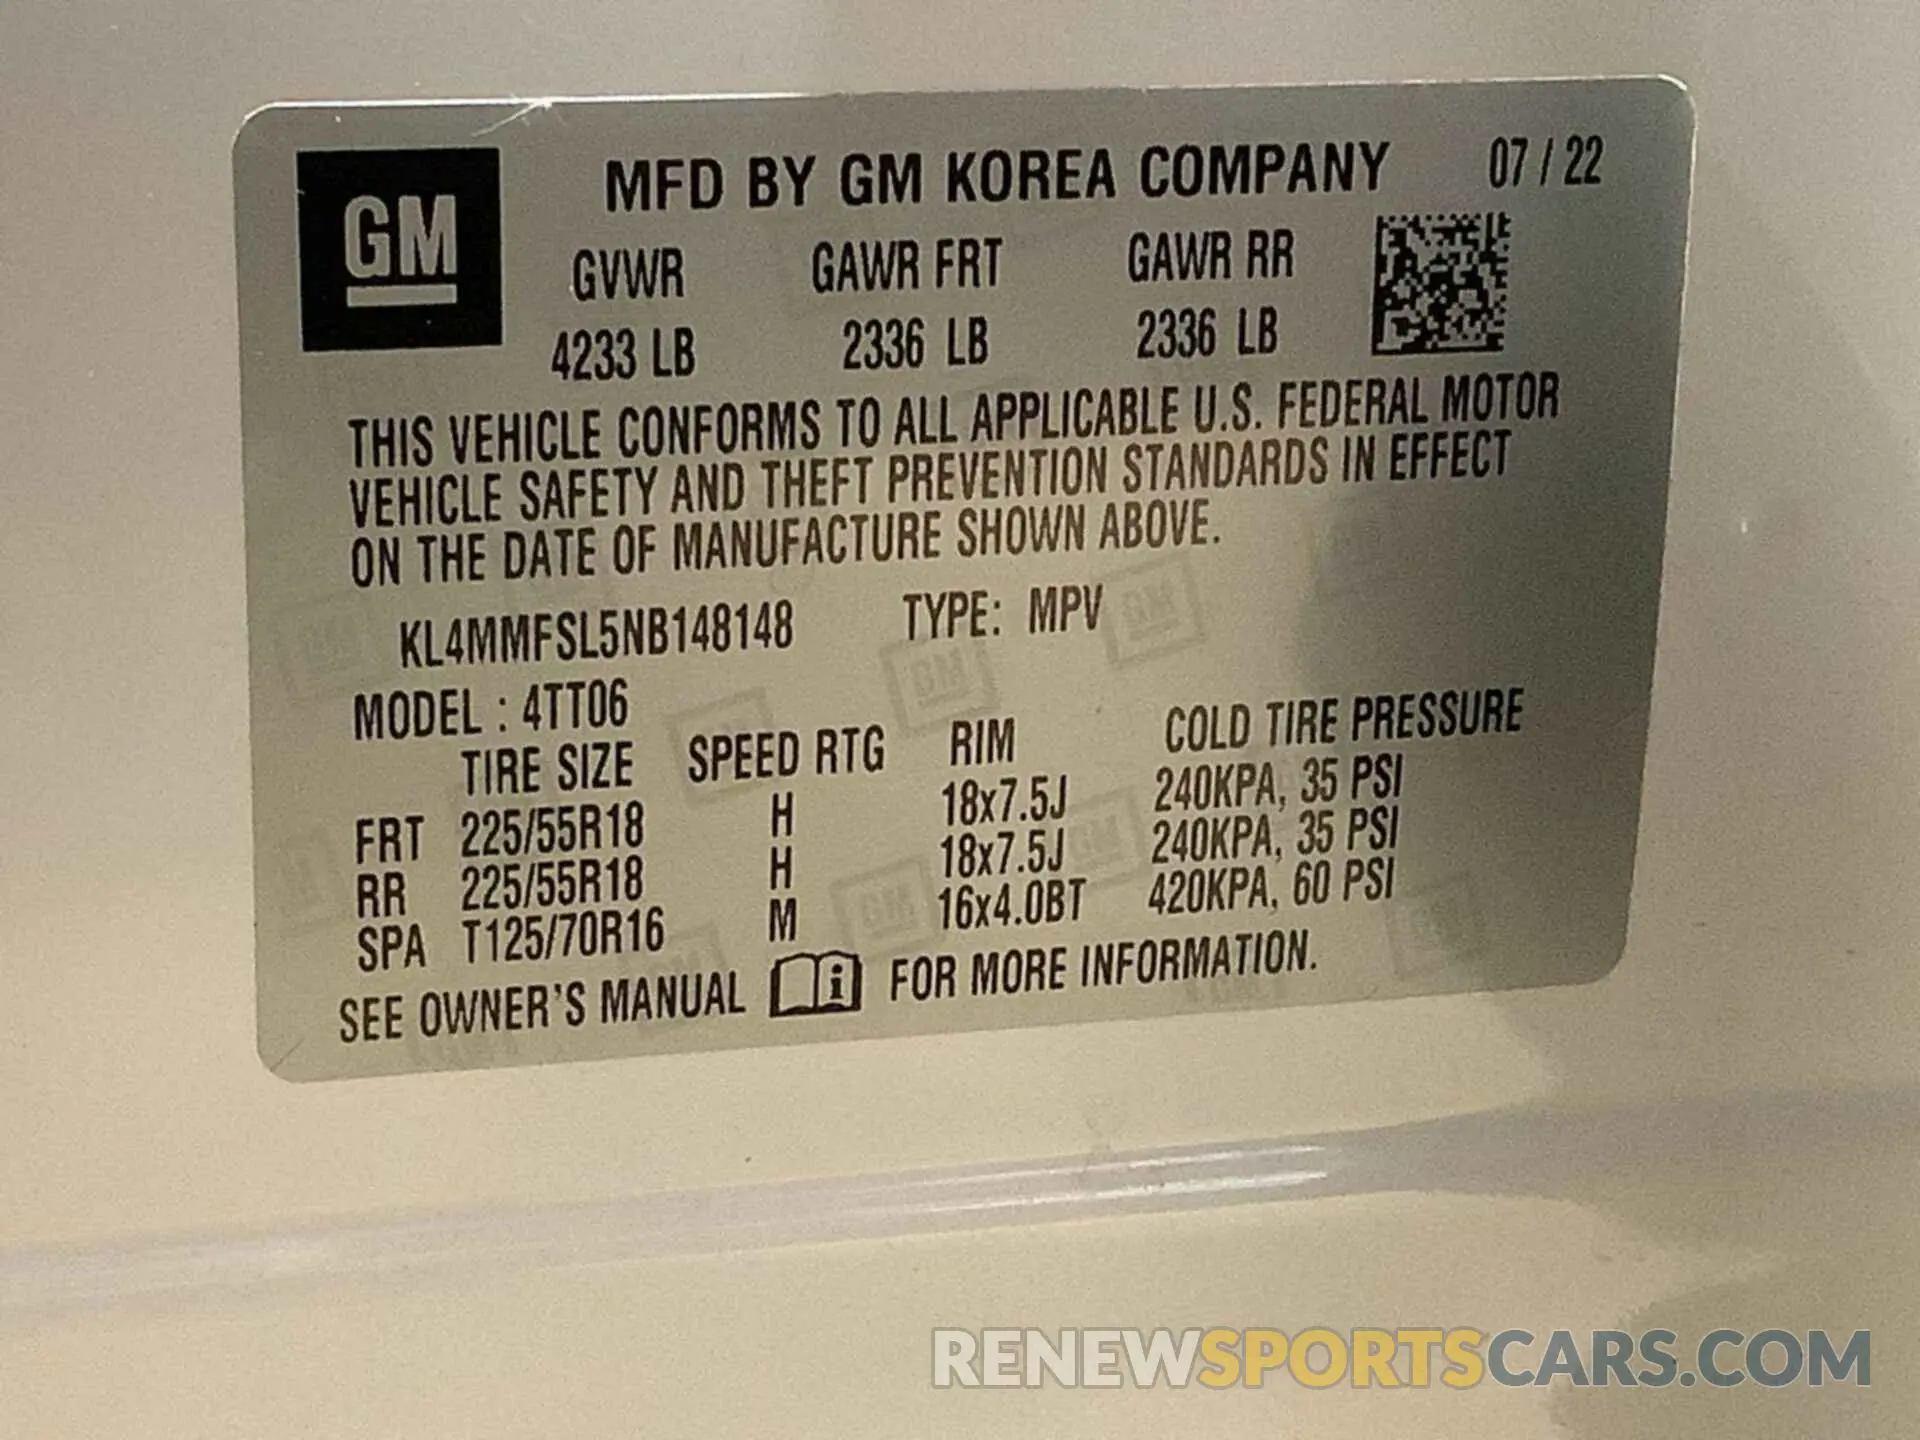 GM
MFD BY GM KOREA COMPANY 07 / 22
GVWR GAWR FRT GAWR RR
4233 LB 2336 LB 2336 LB
THIS VEHICLE CONFORMS TO ALL APPLICABLE U.S. FEDERAL MOTOR
VEHICLE SAFETY AND THEFT PREVENTION STANDARDS IN EFFECT
ON THE DATE OF MANUFACTURE SHOWN ABOVE.
KL4MMFSL5NB148148 TYPE: MPV
MODEL : 4TT06
TIRE SIZE SPEED RTG RIM COLD TIRE PRESSURE
FRT 225/55R18 H 18x7.5J 240KPA, 35 PSI
RR 225/55R18 H 18x7.5J 240KPA, 35 PSI
SPA T125/70R16 M 16x4.0BT 420KPA, 60 PSI
SEE OWNER'S MANUAL i FOR MORE INFORMATION.
RENEWSPORTSCARS.COM